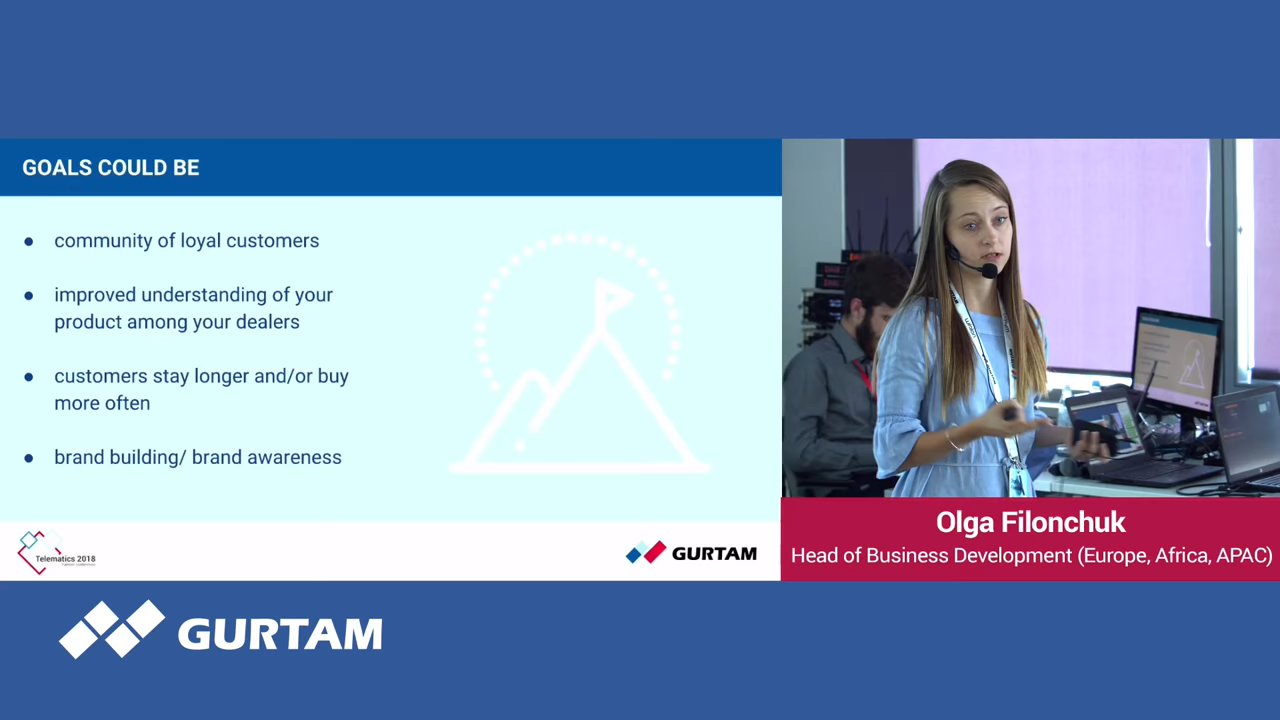 GOALS COULD BE
● community of loyal customers
● improved understanding of your
product among your dealers
● customers stay longer and/or buy
more often
● brand building/ brand awareness
Telematics 2018
GURTAM
Olga Filonchuk
Head of Business Development (Europe, Africa, APAC)
GURTAM